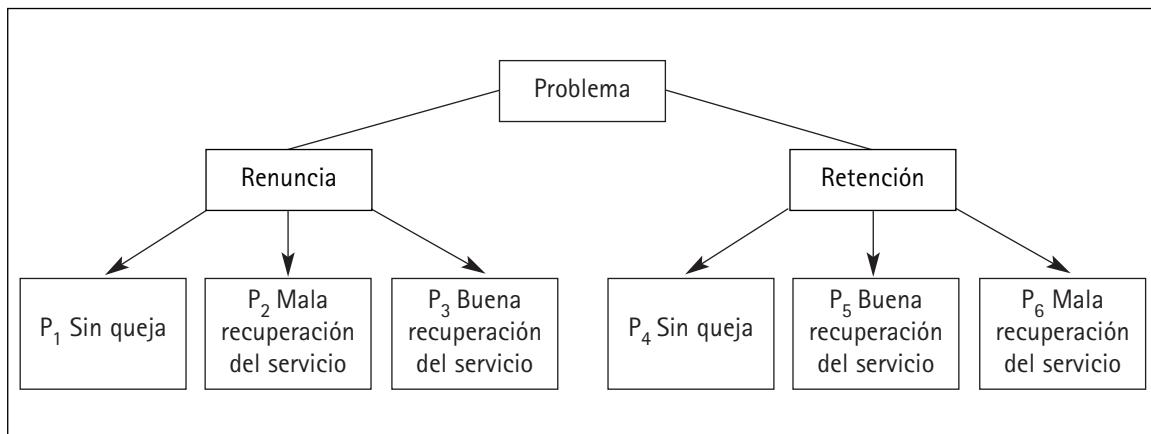 Problema
Renuncia
Retención
P₁ Sin queja
P₂ Mala
recuperación
del servicio
P₃ Buena
recuperación
del servicio
P₄ Sin queja
P₅ Buena
recuperación
del servicio
P₆ Mala
recuperación
del servicio